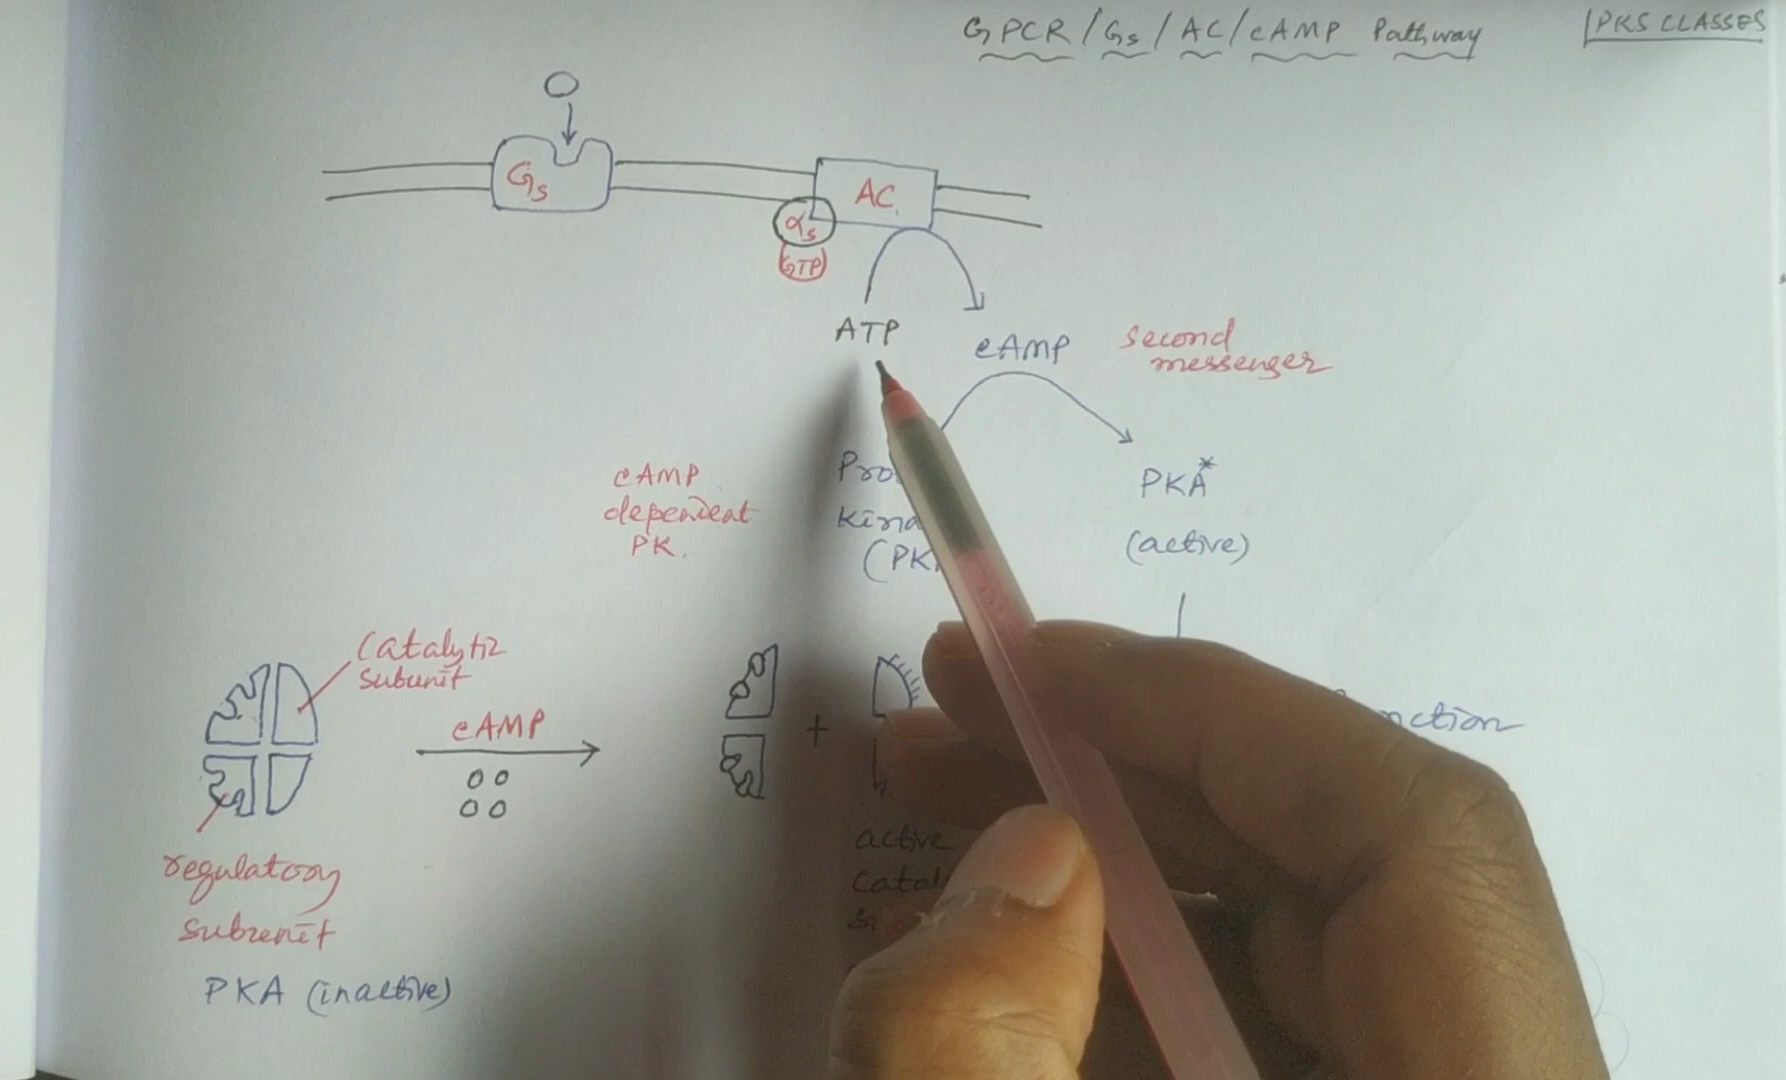 GPCR/Gs/AC/cAMP Pathway
PKS CLASSES
Gs
AC
αs
GTP
ATP
cAMP
second
messenger
cAMP
dependent
PK.
PKA*
(active)
Catalytic
subunit
cAMP
+
regulatory
subunit
PKA (inactive)
active